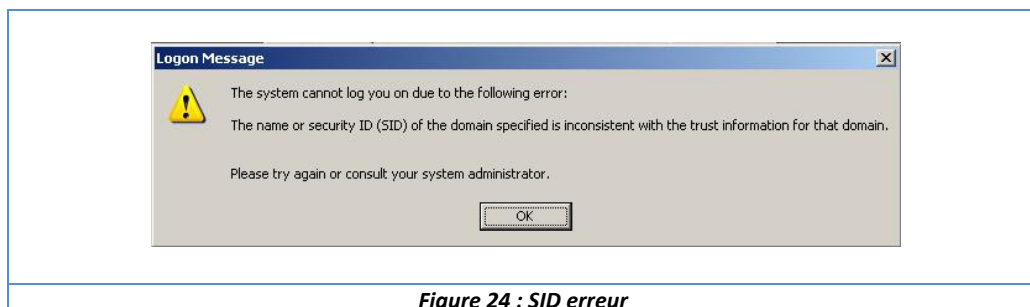 Logon Message
The system cannot log you on due to the following error:
The name or security ID (SID) of the domain specified is inconsistent with the trust information for that domain.
Please try again or consult your system administrator.
OK
Figure 24 : SID erreur